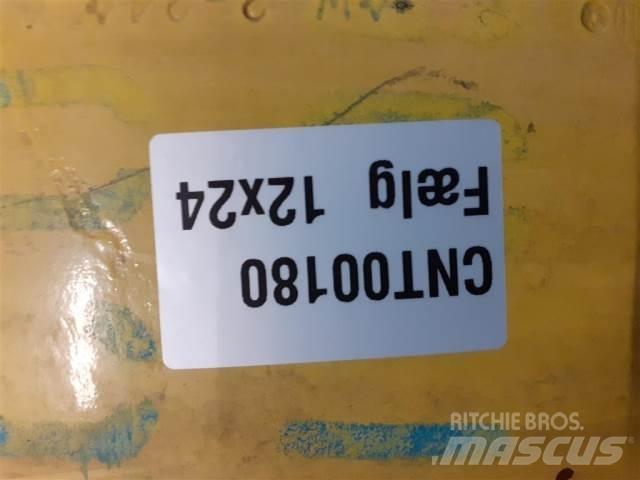 CNT00180
Fælg 12x24
RITCHIE BROS.
MASCUS